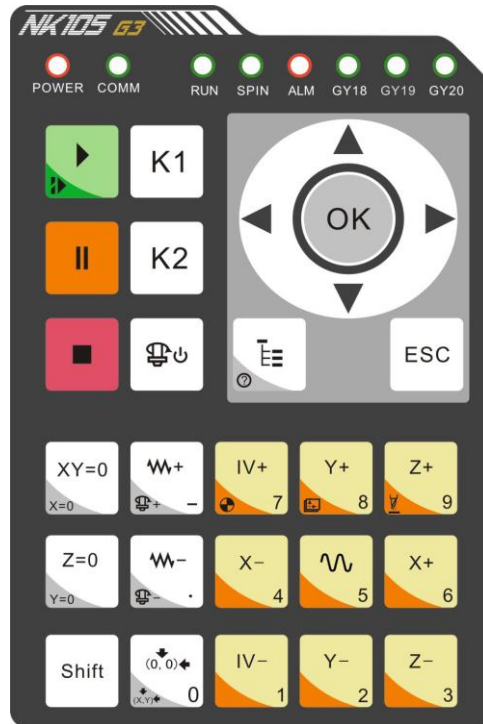 NK105 G3
POWER COMM RUN SPIN ALM GY18 GY19 GY20
K1
OK
K2
ESC
XY=0
X=0
+
+ −
IV+
7
Y+
8
Z+
9
Z=0
Y=0
−
− .
X−
4
5
X+
6
Shift
(0, 0)
(X,Y) 0
IV−
1
Y−
2
Z−
3